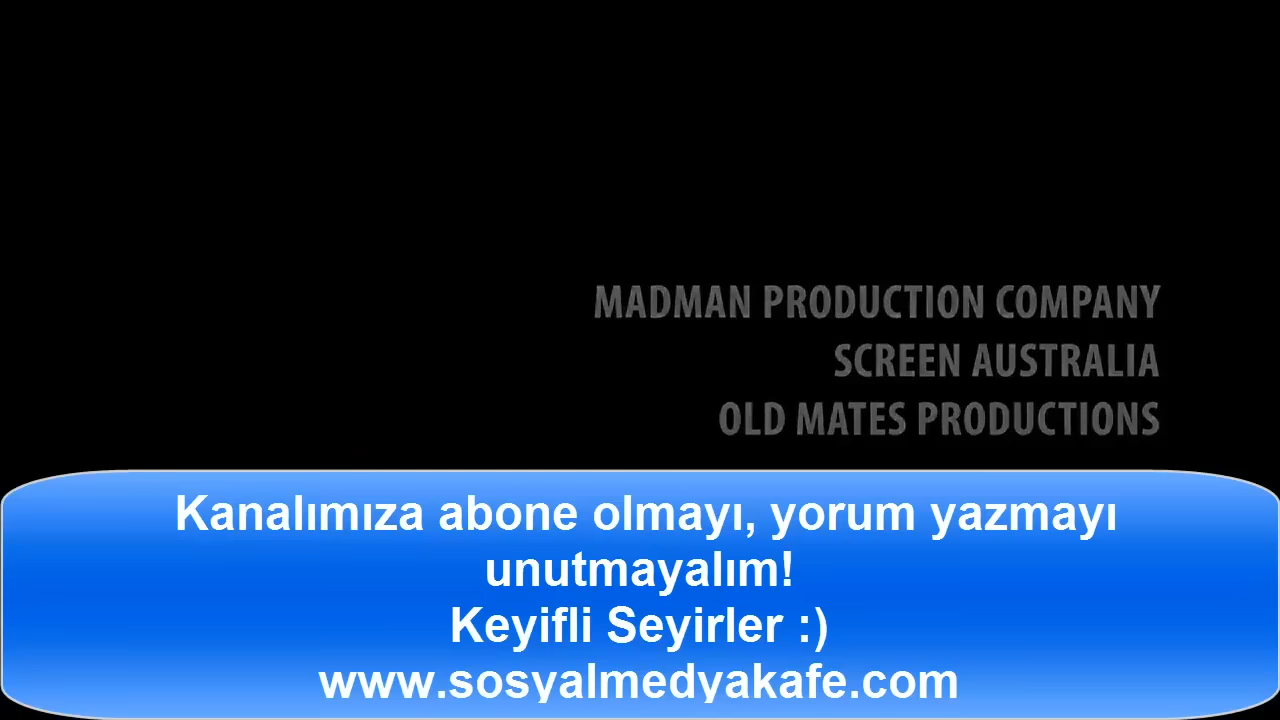 MADMAN PRODUCTION COMPANY
SCREEN AUSTRALIA
OLD MATES PRODUCTIONS
Kanalımıza abone olmayı, yorum yazmayı
unutmayalım!
Keyifli Seyirler :)
www.sosyalmedyakafe.com